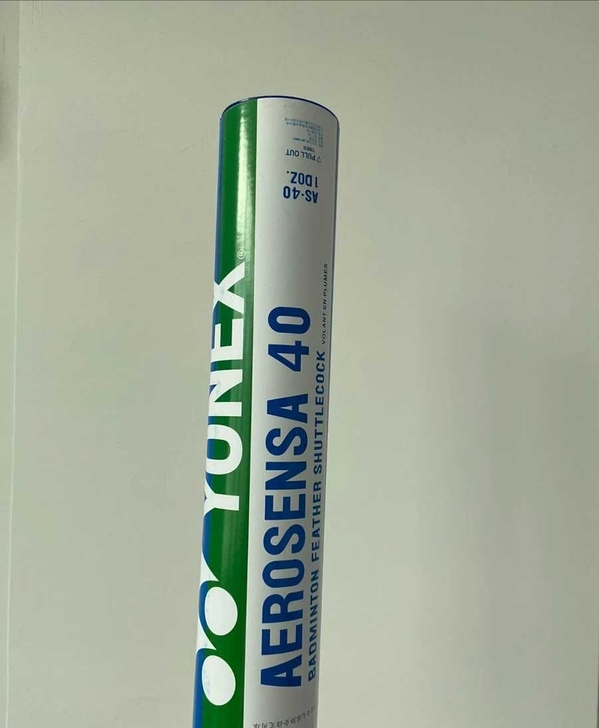 YONEX®
AEROSENSA 40
BADMINTON FEATHER SHUTTLECOCK
VOLANT EN PLUMES
AS-40
1 DOZ.
▽ PULL OUT